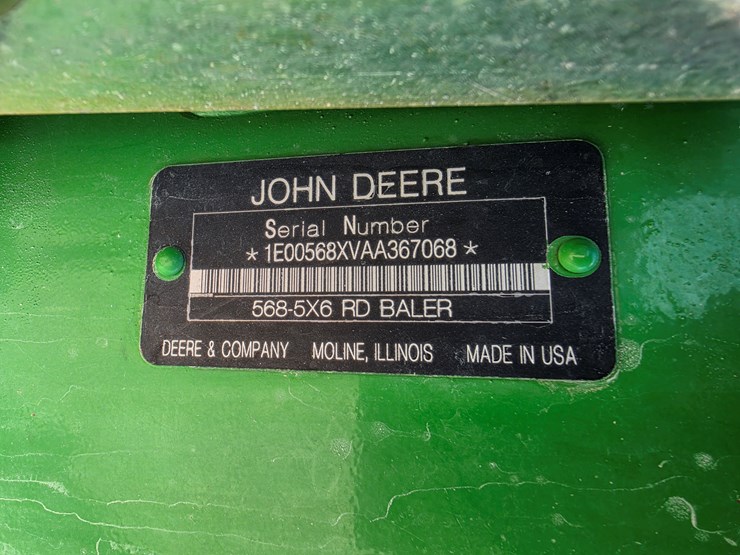 JOHN DEERE
Serial Number
* 1E00568XVAA367068 *
568-5X6 RD BALER
DEERE & COMPANY MOLINE, ILLINOIS MADE IN USA